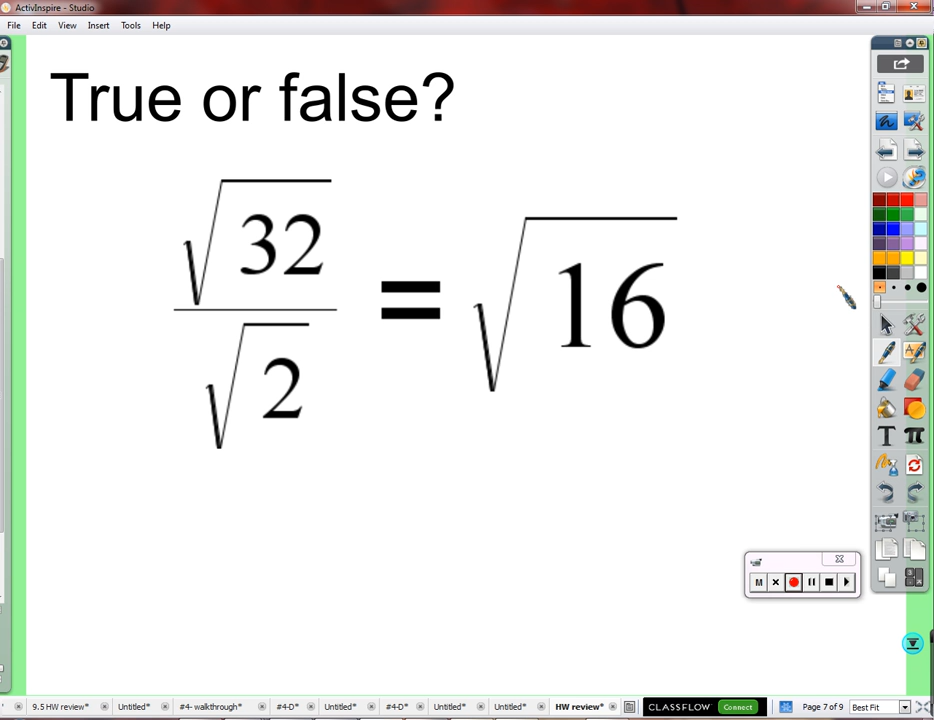 ActivInspire - Studio
File Edit View Insert Tools Help
True or false?
√32 / √2 = √16
T π
M
9.5 HW review* Untitled* #4- walkthrough* #4-D* Untitled* #4-D* Untitled* Untitled* HW review* CLASSFLOW Connect Page 7 of 9 Best Fit